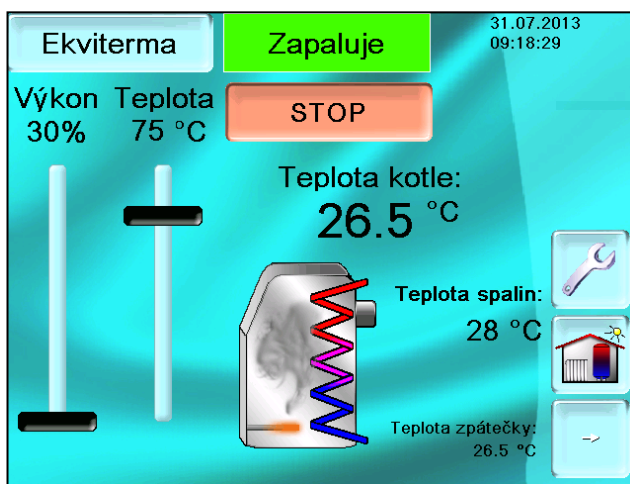 Ekviterma
Zapaluje
31.07.2013
09:18:29
Výkon
30%
Teplota
75 °C
STOP
Teplota kotle:
26.5 °C
Teplota spalin:
28 °C
Teplota zpátečky:
26.5 °C